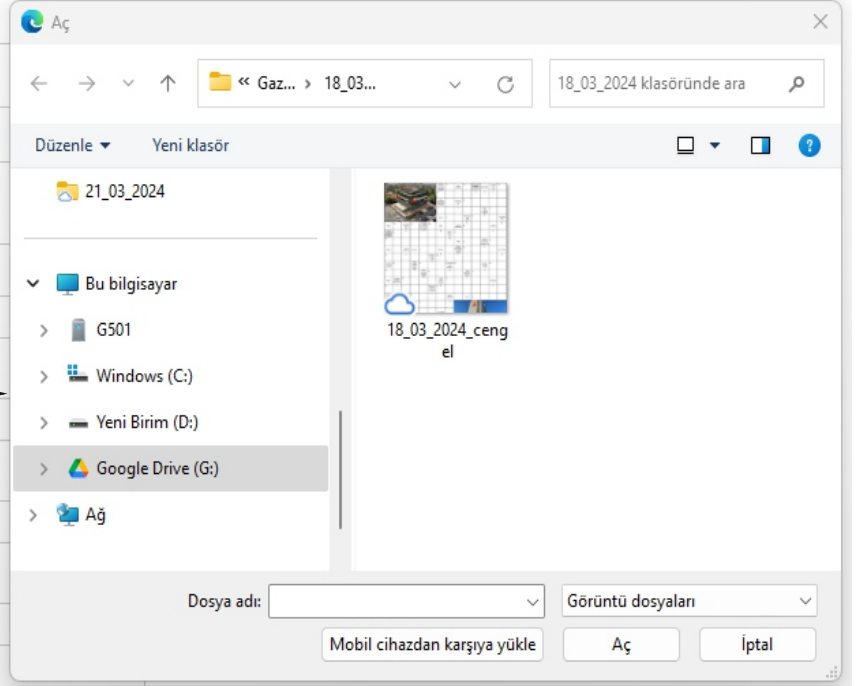 Aç
« Gaz... › 18_03...
18_03_2024 klasöründe ara
Düzenle
Yeni klasör
?
21_03_2024
Bu bilgisayar
G501
Windows (C:)
Yeni Birim (D:)
Google Drive (G:)
Ağ
18_03_2024_ceng
el
Dosya adı:
Görüntü dosyaları
Mobil cihazdan karşıya yükle
Aç
İptal